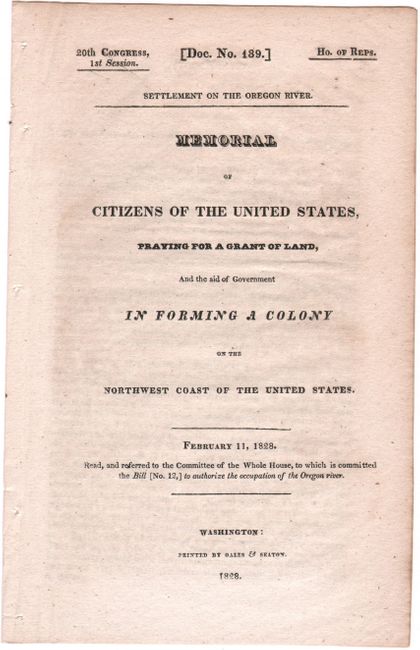 20th Congress, [Doc. No. 139.] Ho. of Reps.
1st Session.
SETTLEMENT ON THE OREGON RIVER.
MEMORIAL
OF
CITIZENS OF THE UNITED STATES,
PRAYING FOR A GRANT OF LAND,
And the aid of Government
IN FORMING A COLONY
ON THE
NORTHWEST COAST OF THE UNITED STATES.
February 11, 1828.
Read, and referred to the Committee of the Whole House, to which is committed
the Bill [No. 12,] to authorize the occupation of the Oregon river.
WASHINGTON:
PRINTED BY GALES & SEATON.
1828.